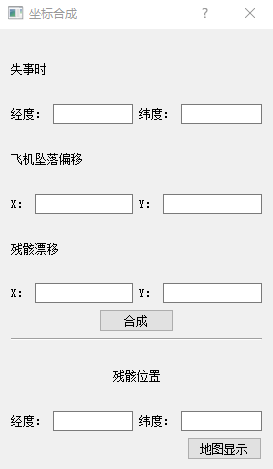 坐标合成
失事时
经度： 纬度：
飞机坠落偏移
X： Y：
残骸漂移
X： Y：
合成
残骸位置
经度： 纬度：
地图显示